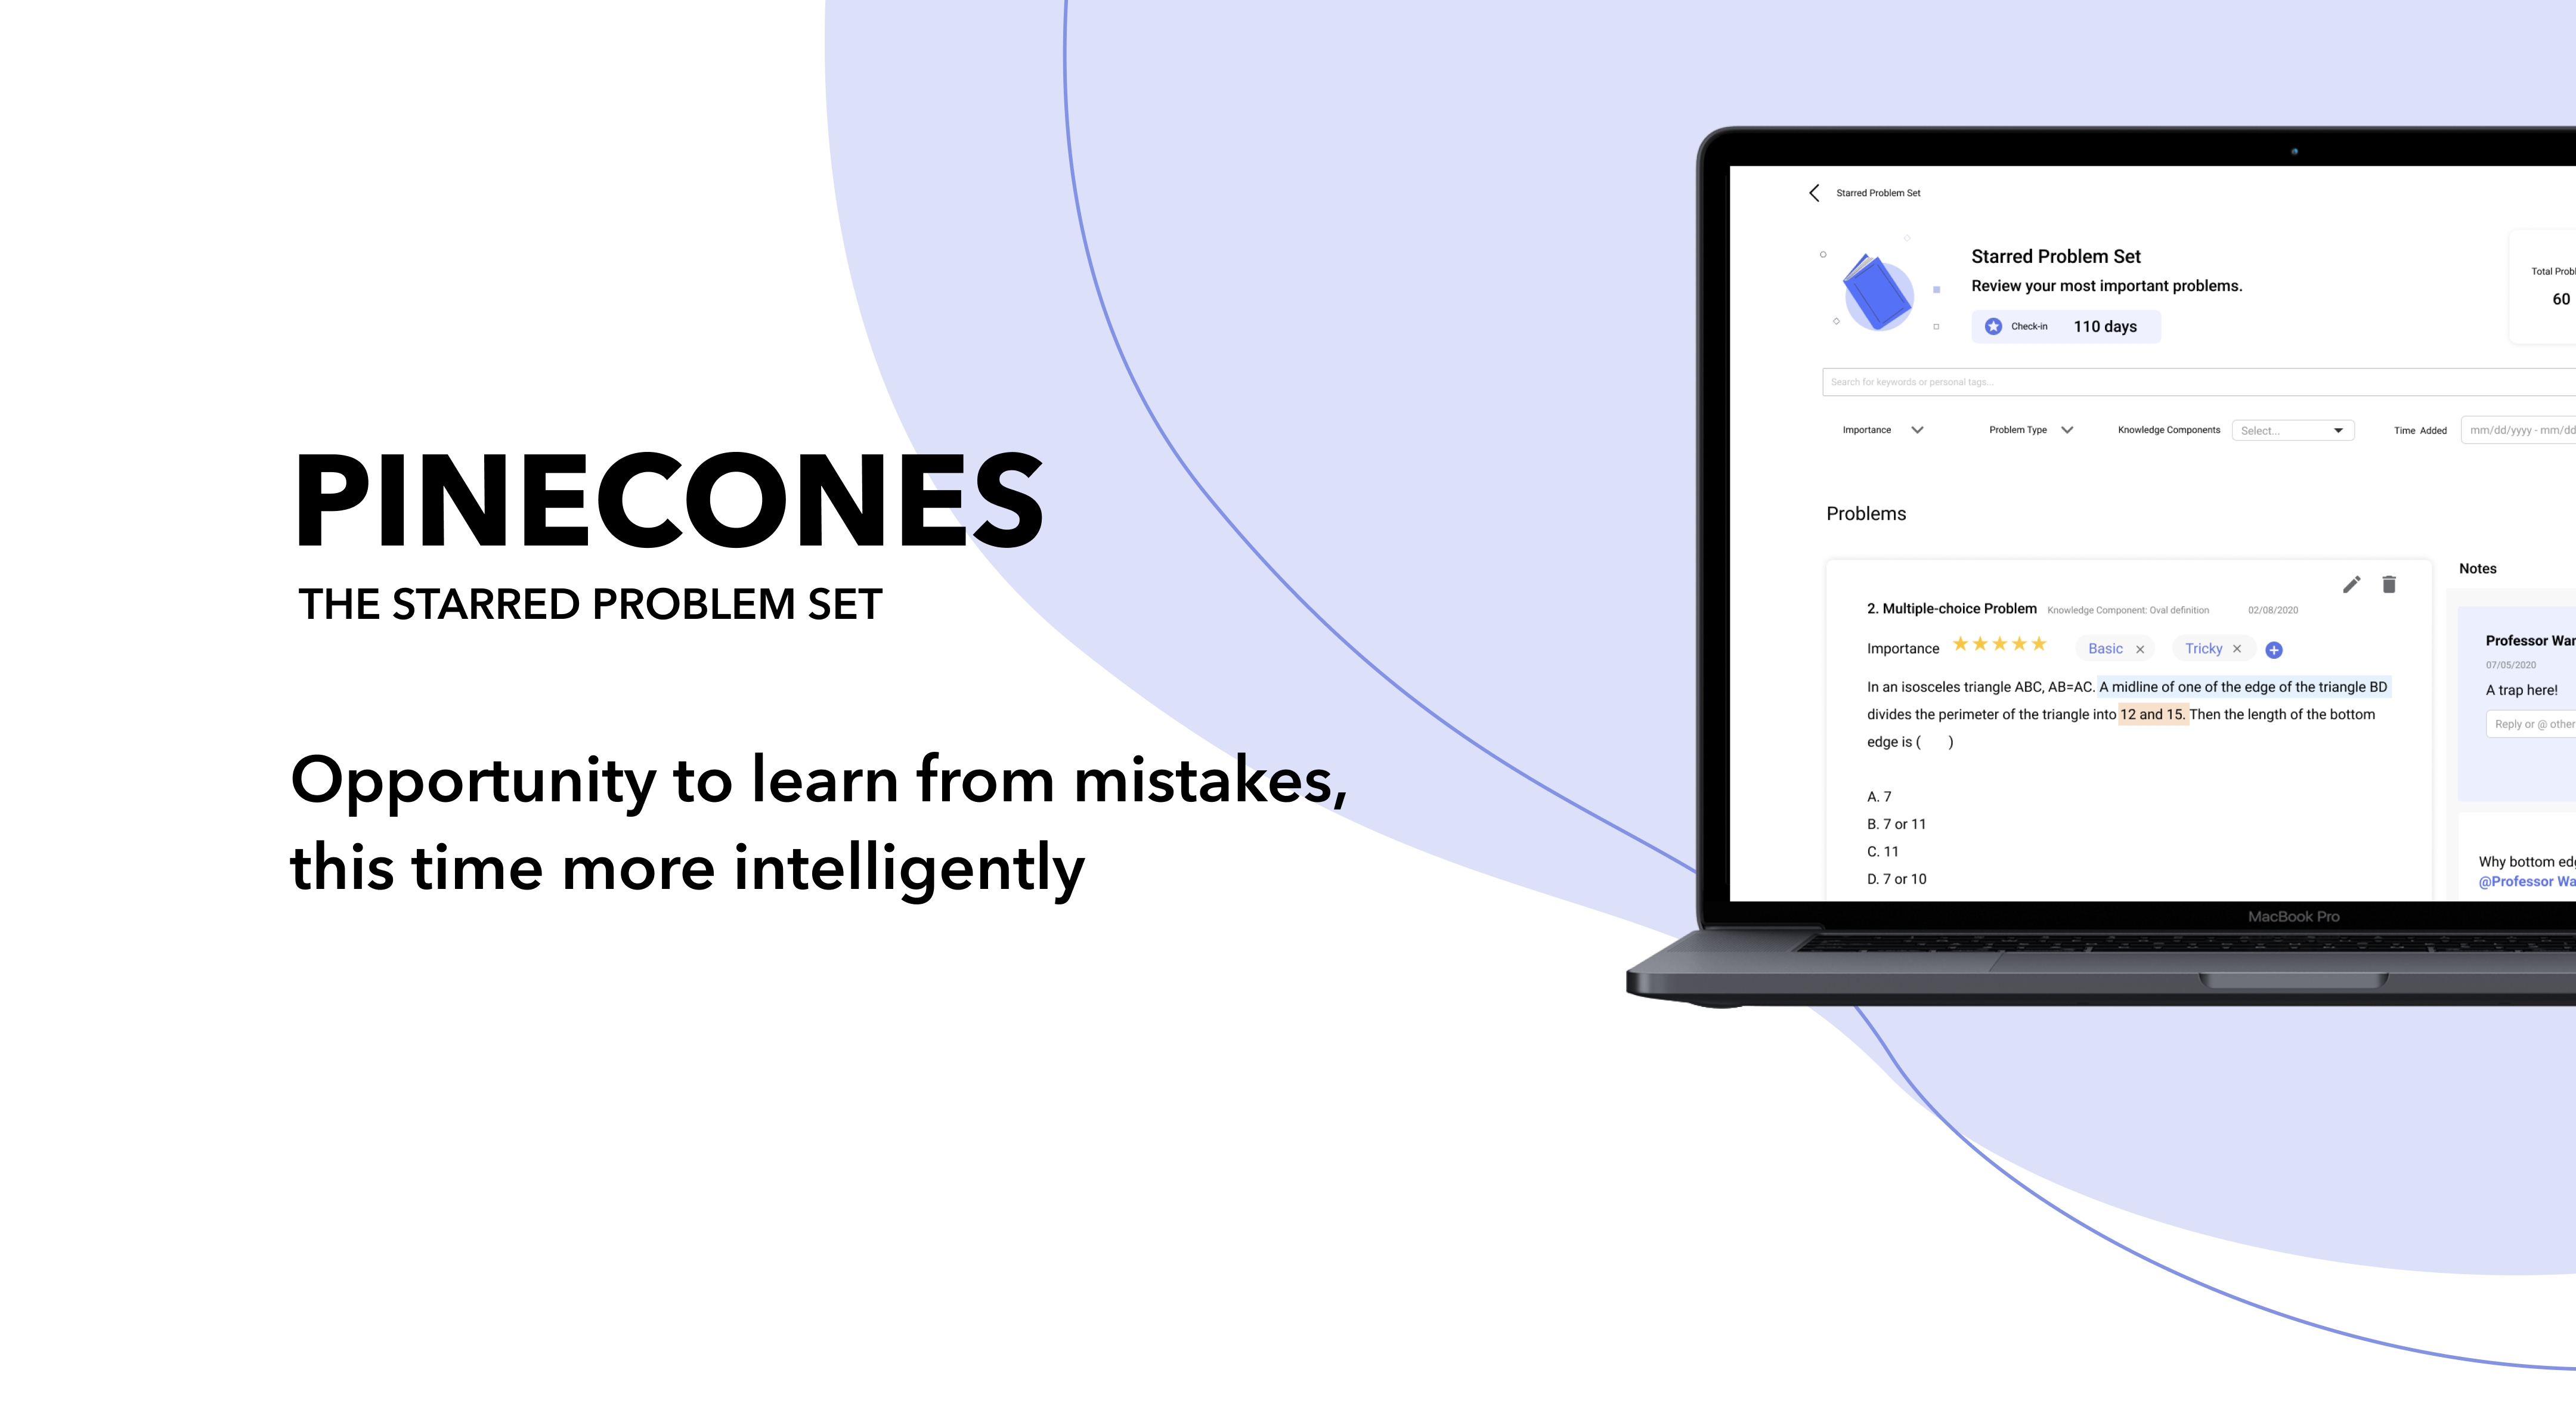 PINECONES
THE STARRED PROBLEM SET
Opportunity to learn from mistakes,
this time more intelligently
Starred Problem Set
Starred Problem Set
Review your most important problems.
Check-in 110 days
Total
60
Search for keywords or personal tags...
Importance Problem Type Knowledge Components Select... Time Added mm/dd/yyyy - mm/dd
Problems
Notes
2. Multiple-choice Problem Knowledge Component: Oval definition 02/08/2020
Importance Basic × Tricky ×
In an isosceles triangle ABC, AB=AC. A midline of one of the edge of the triangle BD
divides the perimeter of the triangle into 12 and 15. Then the length of the bottom
edge is ( )
A. 7
B. 7 or 11
C. 11
D. 7 or 10
Professor
07/05/2020
A trap here!
Reply or @ other
Why bottom
@Professor
MacBook Pro